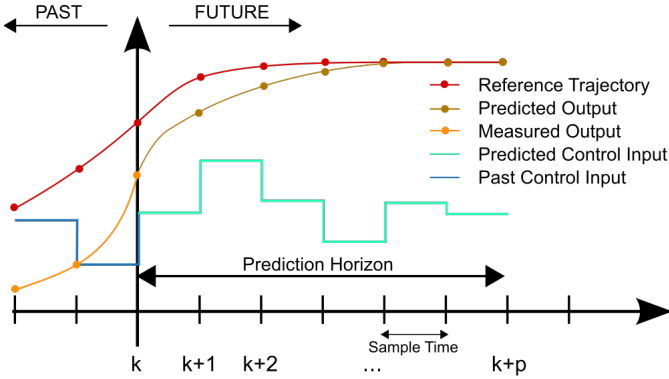 PAST
FUTURE
Reference Trajectory
Predicted Output
Measured Output
Predicted Control Input
Past Control Input
Prediction Horizon
Sample Time
k
k+1
k+2
...
k+p